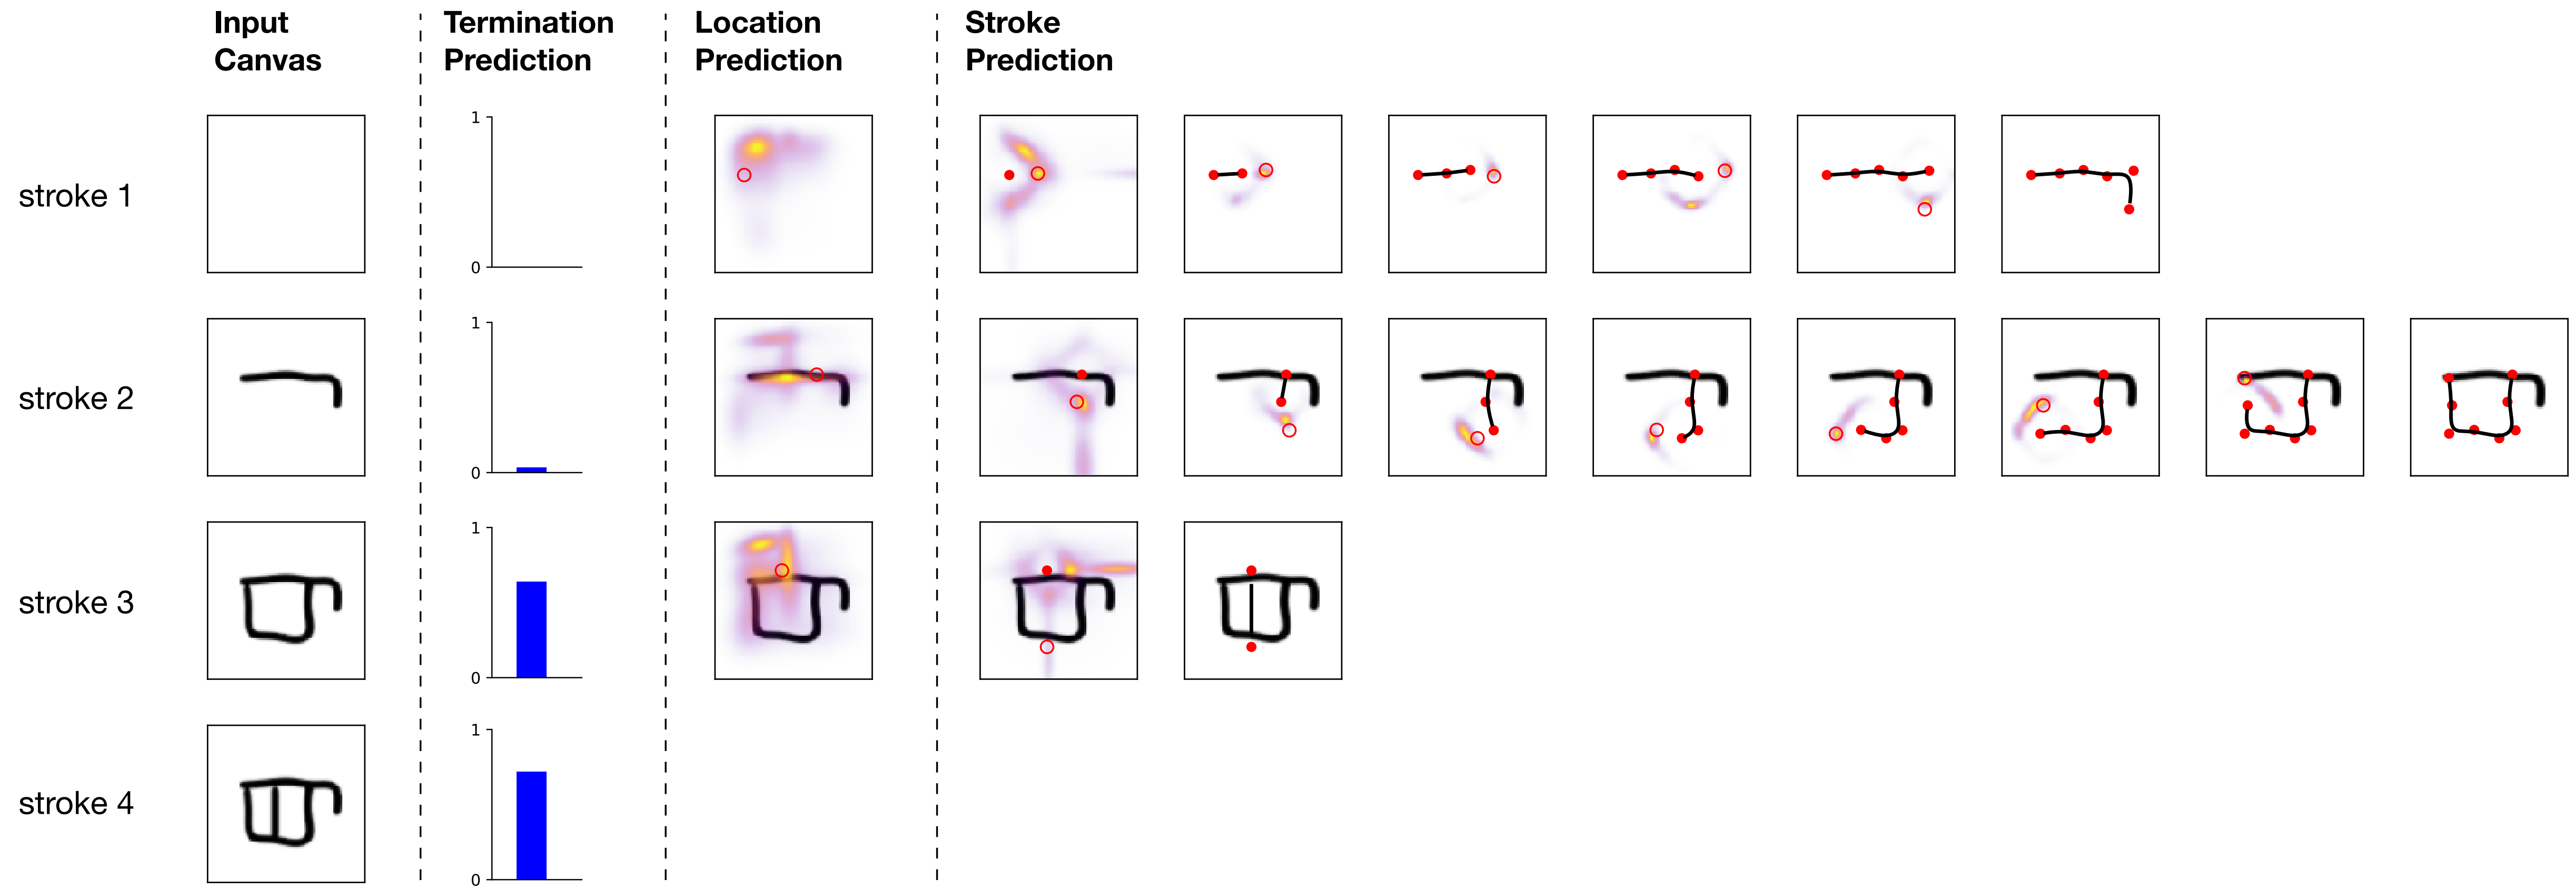 Input
Canvas
Termination
Prediction
Location
Prediction
Stroke
Prediction
stroke 1
1
0
stroke 2
1
0
stroke 3
1
0
stroke 4
1
0